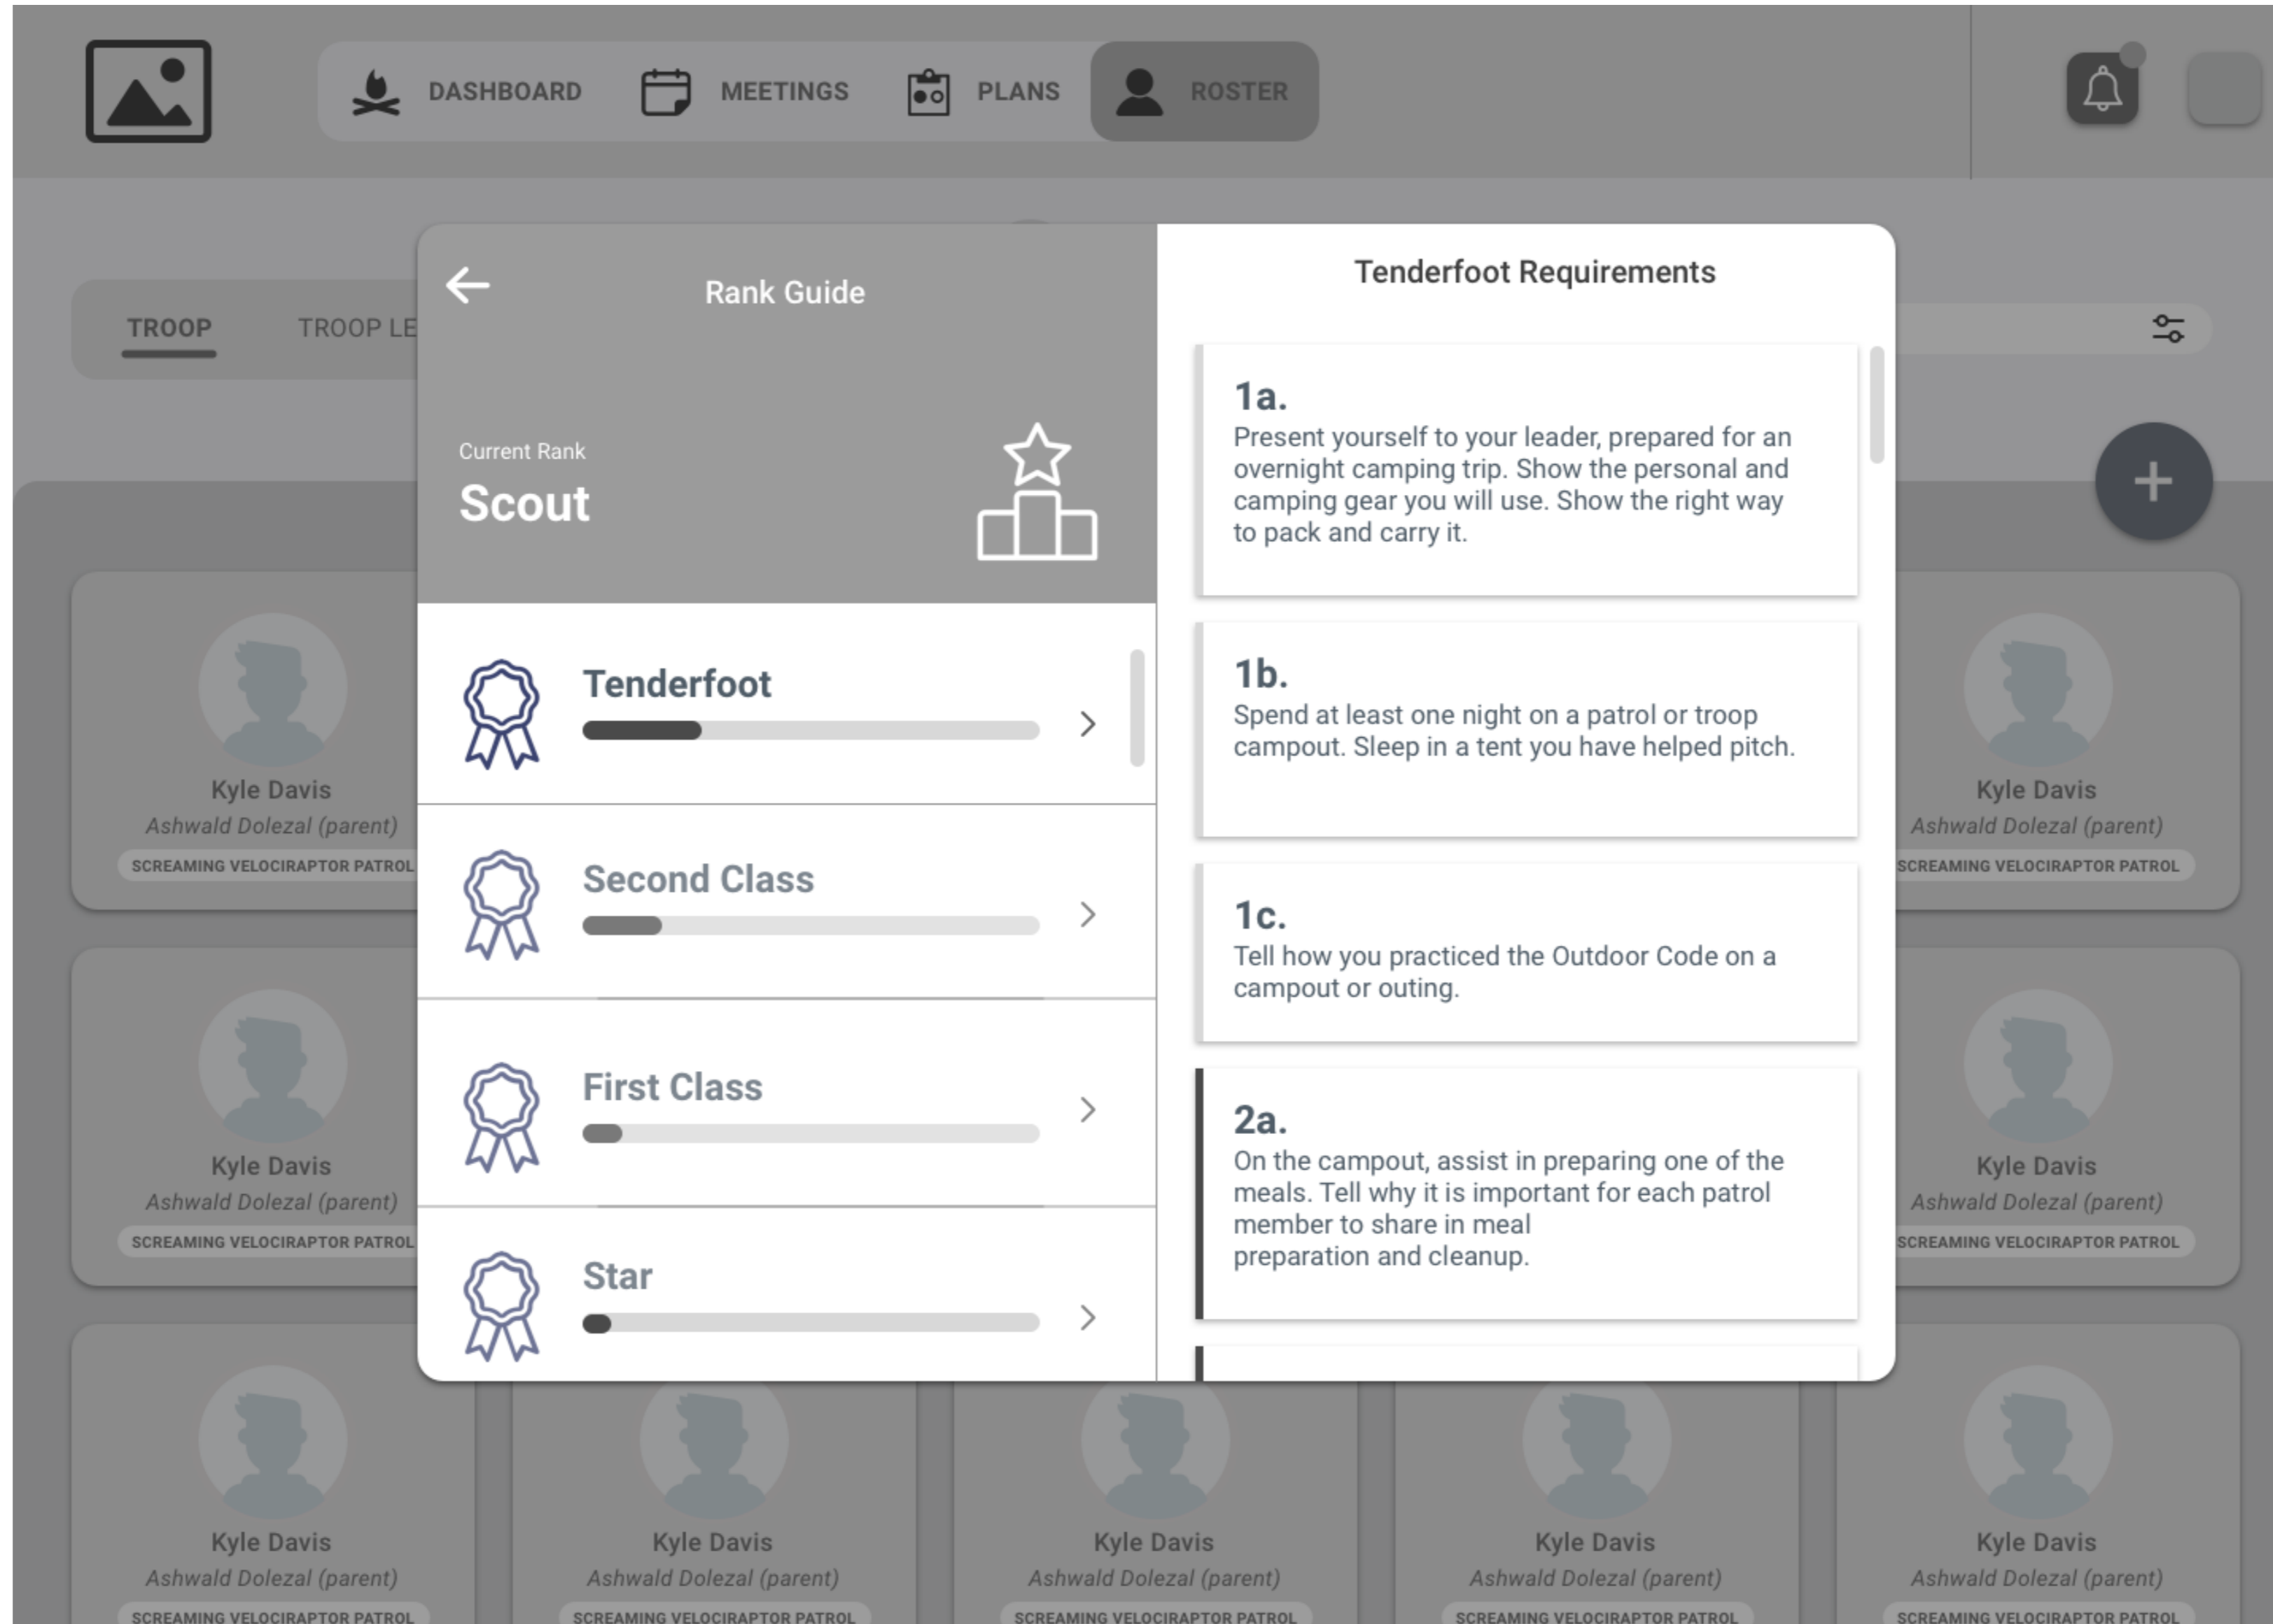 DASHBOARD
MEETINGS
PLANS
ROSTER
TROOP
TROOP LE
Rank Guide
Current Rank
Scout
Tenderfoot
Second Class
First Class
Star
Tenderfoot Requirements
1a.
Present yourself to your leader, prepared for an
overnight camping trip. Show the personal and
camping gear you will use. Show the right way
to pack and carry it.
1b.
Spend at least one night on a patrol or troop
campout. Sleep in a tent you have helped pitch.
1c.
Tell how you practiced the Outdoor Code on a
campout or outing.
2a.
On the campout, assist in preparing one of the
meals. Tell why it is important for each patrol
member to share in meal
preparation and cleanup.
Kyle Davis
Ashwald Dolezal (parent)
SCREAMING VELOCIRAPTOR PATROL
Kyle Davis
Ashwald Dolezal (parent)
SCREAMING VELOCIRAPTOR PATROL
Kyle Davis
Ashwald Dolezal (parent)
SCREAMING VELOCIRAPTOR PATROL
Kyle Davis
Ashwald Dolezal (parent)
SCREAMING VELOCIRAPTOR PATROL
Kyle Davis
Ashwald Dolezal (parent)
SCREAMING VELOCIRAPTOR PATROL
Kyle Davis
Ashwald Dolezal (parent)
SCREAMING VELOCIRAPTOR PATROL
Kyle Davis
Ashwald Dolezal (parent)
SCREAMING VELOCIRAPTOR PATROL
Kyle Davis
Ashwald Dolezal (parent)
SCREAMING VELOCIRAPTOR PATROL
Kyle Davis
Ashwald Dolezal (parent)
SCREAMING VELOCIRAPTOR PATROL